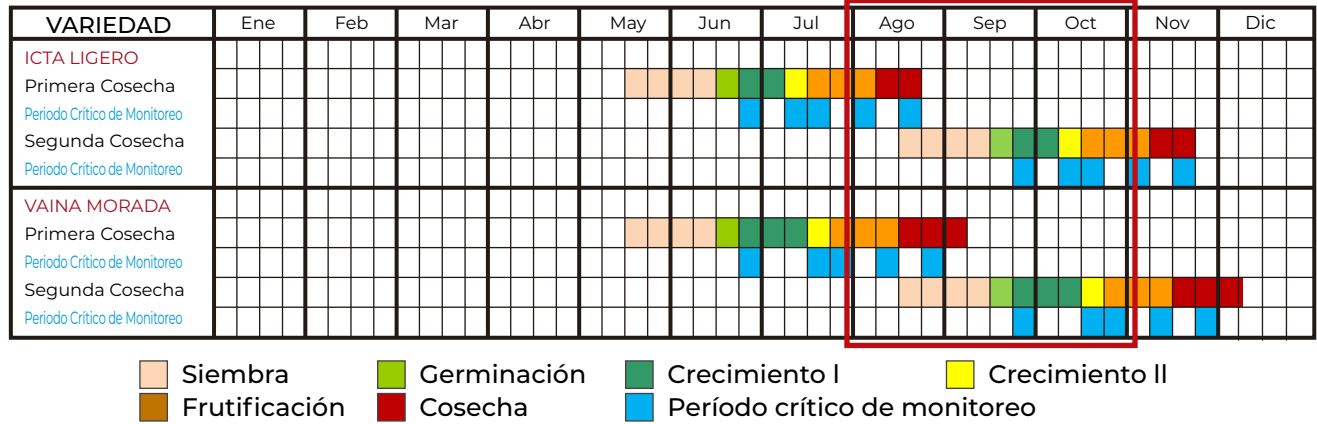 VARIEDAD Ene Feb Mar Abr May Jun Jul Ago Sep Oct Nov Dic
ICTA LIGERO
Primera Cosecha
Periodo Crítico de Monitoreo
Segunda Cosecha
Periodo Crítico de Monitoreo
VAINA MORADA
Primera Cosecha
Periodo Crítico de Monitoreo
Segunda Cosecha
Periodo Crítico de Monitoreo
Siembra Germinación Crecimiento l Crecimiento ll
Frutificación Cosecha Período crítico de monitoreo